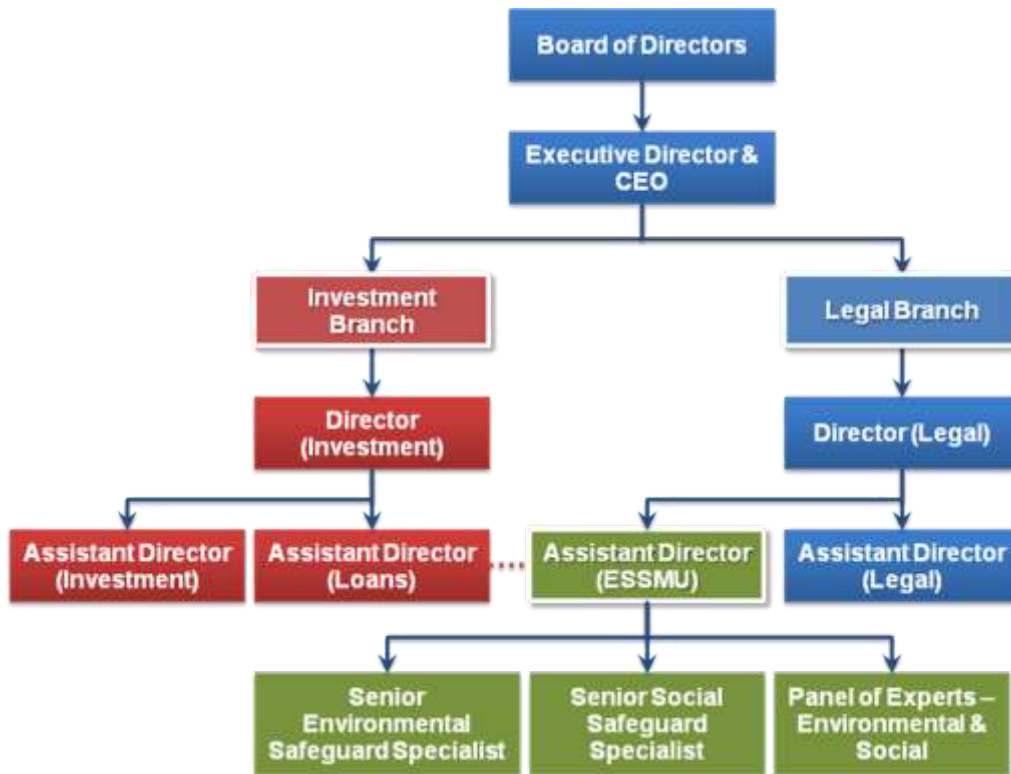 Board of Directors
Executive Director &
CEO
Investment
Branch
Legal Branch
Director
(Investment)
Director (Legal)
Assistant Director
(Investment)
Assistant Director
(Loans)
Assistant Director
(ESSMU)
Assistant Director
(Legal)
Senior
Environmental
Safeguard Specialist
Senior Social
Safeguard
Specialist
Panel of Experts –
Environmental &
Social